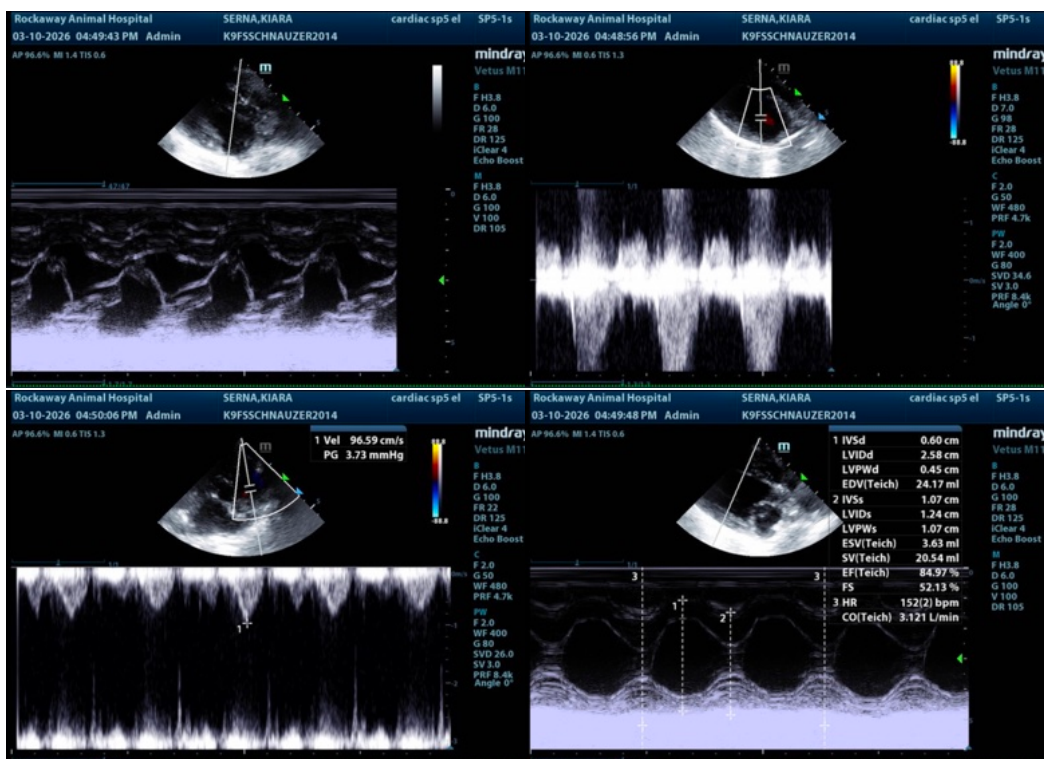 Rockaway Animal Hospital SERNA,KIARA cardiac sp5 el SP5-1s
03-10-2026 04:49:43 PM Admin K9FSSCHNAUZER2014
AP 96.6% MI 1.4 TIS 0.6
mindray
Vetus M11
B
F H3.8
D 6.0
G 100
FR 28
DR 125
iClear 4
Echo Boost
M
F H3.8
D 6.0
G 100
V 100
DR 105
Rockaway Animal Hospital SERNA,KIARA cardiac sp5 el SP5-1s
03-10-2026 04:48:56 PM Admin K9FSSCHNAUZER2014
AP 96.6% MI 0.6 TIS 1.3
mindray
Vetus M11
B
F H3.8
D 7.0
G 98
FR 28
DR 125
iClear 4
Echo Boost
C
F 2.0
G 50
WF 480
PRF 4.7k
PW
F 2.0
WF 400
G 80
SVD 34.6
SV 3.0
PRF 8.4k
Angle 0°
Rockaway Animal Hospital SERNA,KIARA cardiac sp5 el SP5-1s
03-10-2026 04:50:06 PM Admin K9FSSCHNAUZER2014
AP 96.6% MI 0.6 TIS 1.3
1 Vel 96.59 cm/s
PG 3.73 mmHg
mindray
Vetus M11
B
F H3.8
D 6.0
G 100
FR 22
DR 125
iClear 4
Echo Boost
C
F 2.0
G 50
WF 480
PRF 4.7k
PW
F 2.0
WF 400
G 80
SVD 26.0
SV 3.0
PRF 8.4k
Angle 0°
1
Rockaway Animal Hospital SERNA,KIARA cardiac sp5 el SP5-1s
03-10-2026 04:49:48 PM Admin K9FSSCHNAUZER2014
AP 96.6% MI 1.4 TIS 0.6
1 IVSd 0.60 cm
LVIDd 2.58 cm
LVPWd 0.45 cm
EDV(Teich) 24.17 ml
2 IVSs 1.07 cm
LVIDs 1.24 cm
LVPWs 1.07 cm
ESV(Teich) 3.63 ml
SV(Teich) 20.54 ml
EF(Teich) 84.97 %
FS 52.13 %
3 HR 152(2) bpm
CO(Teich) 3.121 L/min
mindray
Vetus M11
B
F H3.8
D 6.0
G 100
FR 28
DR 125
iClear 4
Echo Boost
M
F H3.8
D 6.0
G 100
V 100
DR 105
3 1 2 3